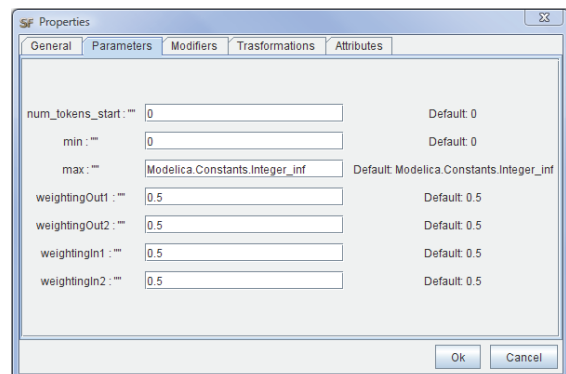 SF Properties
General Parameters Modifiers Trasformations Attributes
num_tokens_start : "" 0 Default: 0
min : "" 0 Default: 0
max : "" Modelica.Constants.Integer_inf Default: Modelica.Constants.Integer_inf
weightingOut1 : "" 0.5 Default: 0.5
weightingOut2 : "" 0.5 Default: 0.5
weightingIn1 : "" 0.5 Default: 0.5
weightingIn2 : "" 0.5 Default: 0.5
Ok Cancel